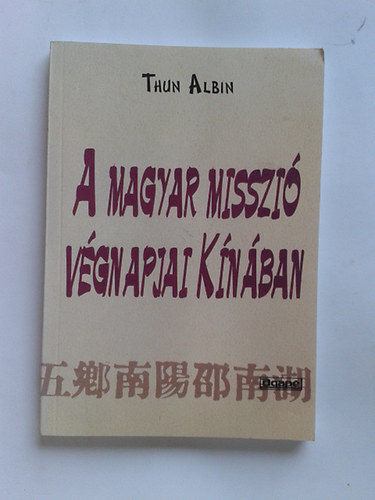 Thun Albin
A magyar misszió
végnapjai Kínában
五鄉南陽邵南湖